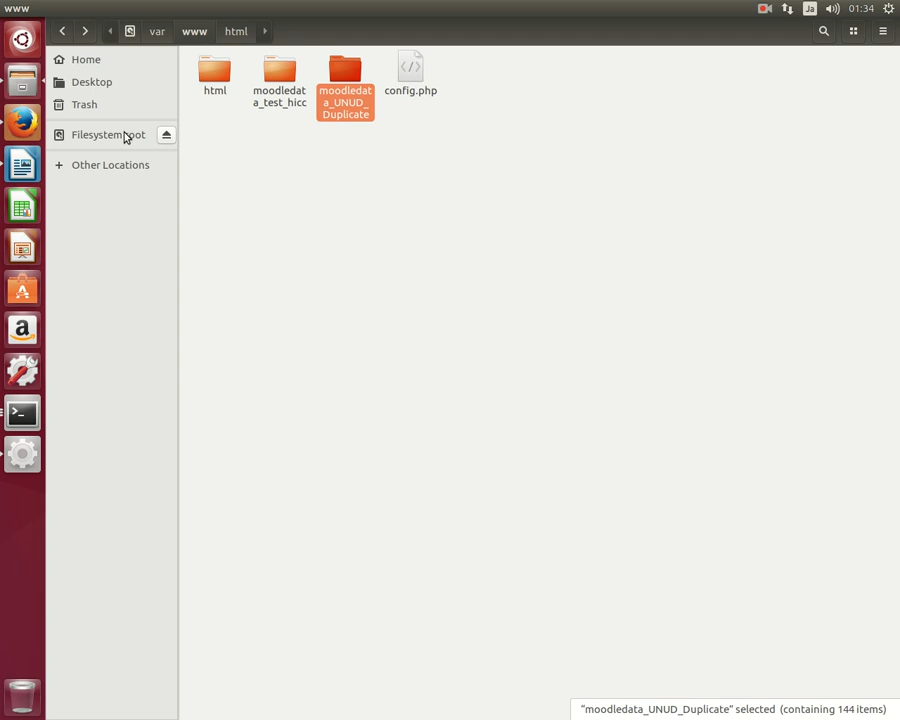 www
Ja
01:34
var
www
html
Home
Desktop
Trash
Filesystem root
Other Locations
html
moodledat
a_test_hicc
moodledat
a_UNUD_
Duplicate
config.php
"moodledata_UNUD_Duplicate" selected (containing 144 items)